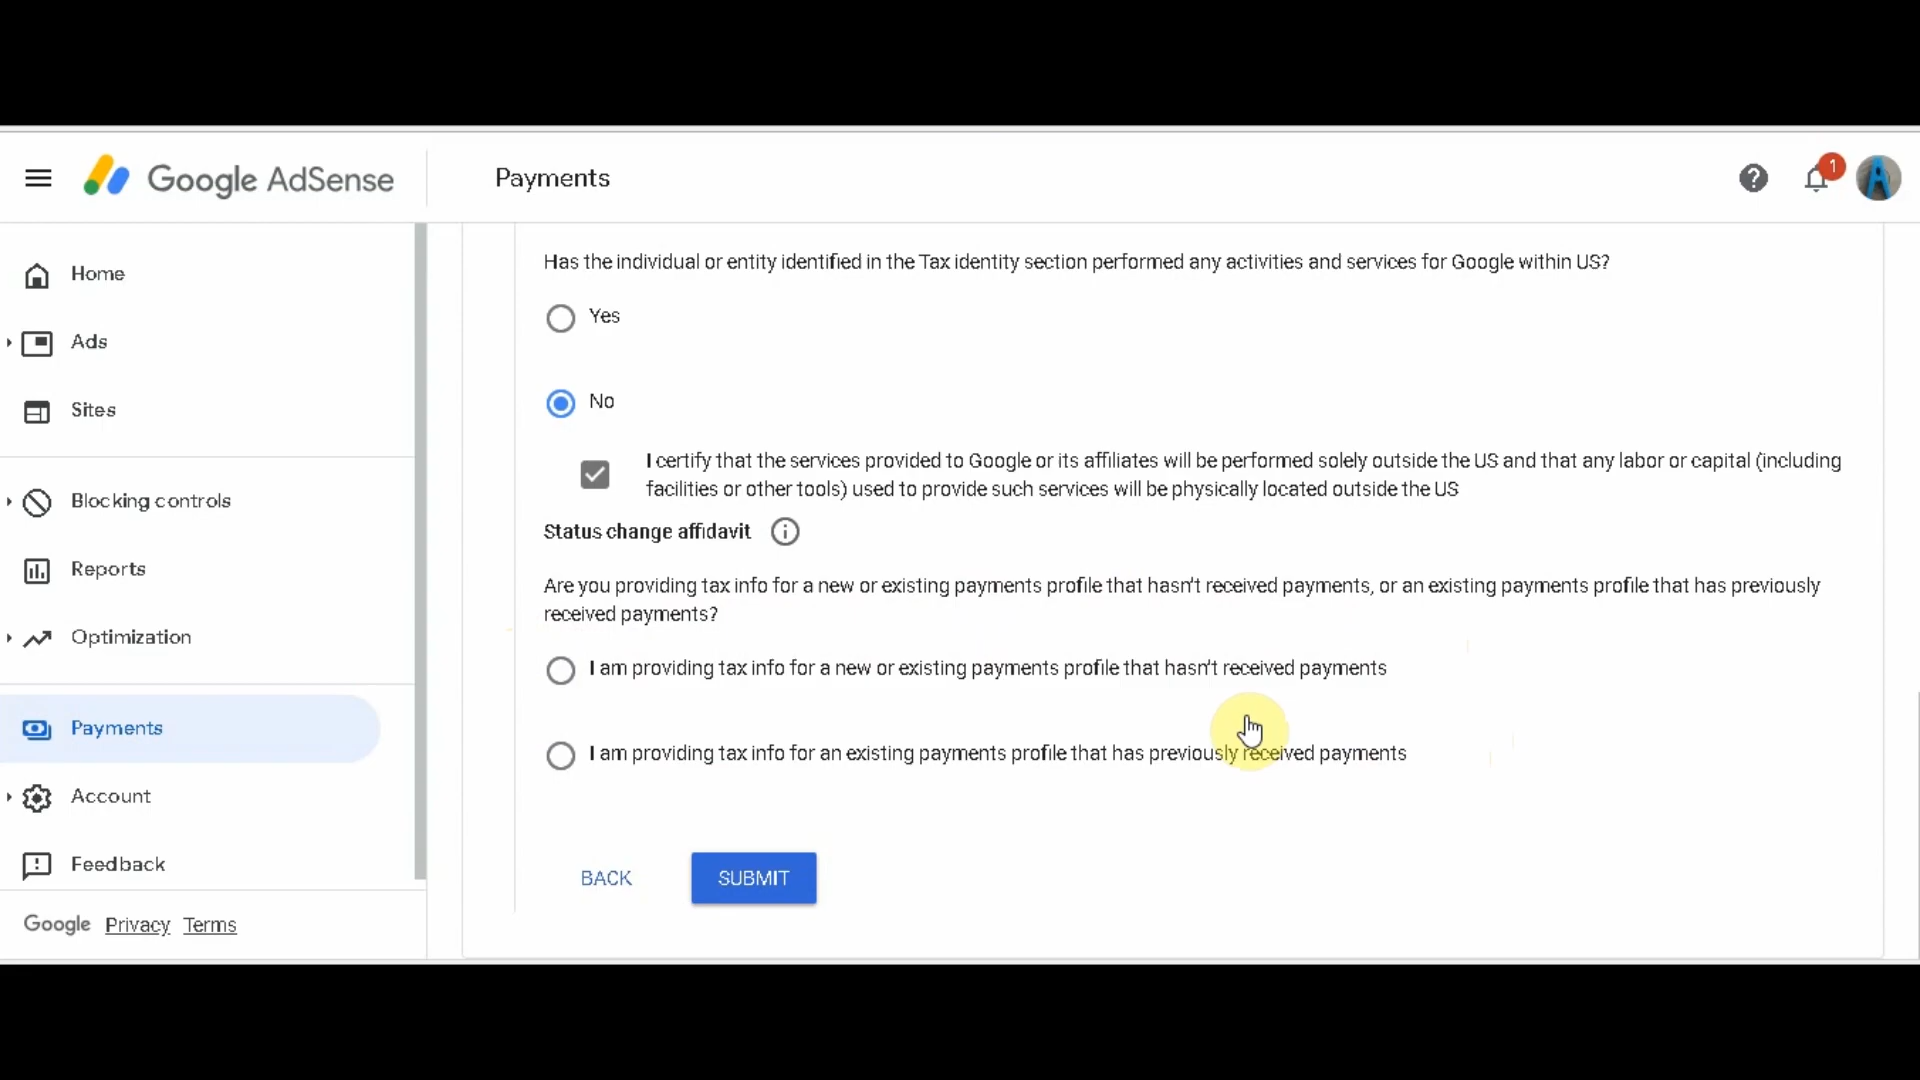 Google AdSense
Payments
1
Home
Ads
Sites
Blocking controls
Reports
Optimization
Payments
Account
Feedback
Google Privacy Terms
Has the individual or entity identified in the Tax identity section performed any activities and services for Google within US?
Yes
No
I certify that the services provided to Google or its affiliates will be performed solely outside the US and that any labor or capital (including
facilities or other tools) used to provide such services will be physically located outside the US
Status change affidavit
Are you providing tax info for a new or existing payments profile that hasn't received payments, or an existing payments profile that has previously
received payments?
I am providing tax info for a new or existing payments profile that hasn't received payments
I am providing tax info for an existing payments profile that has previously received payments
BACK
SUBMIT